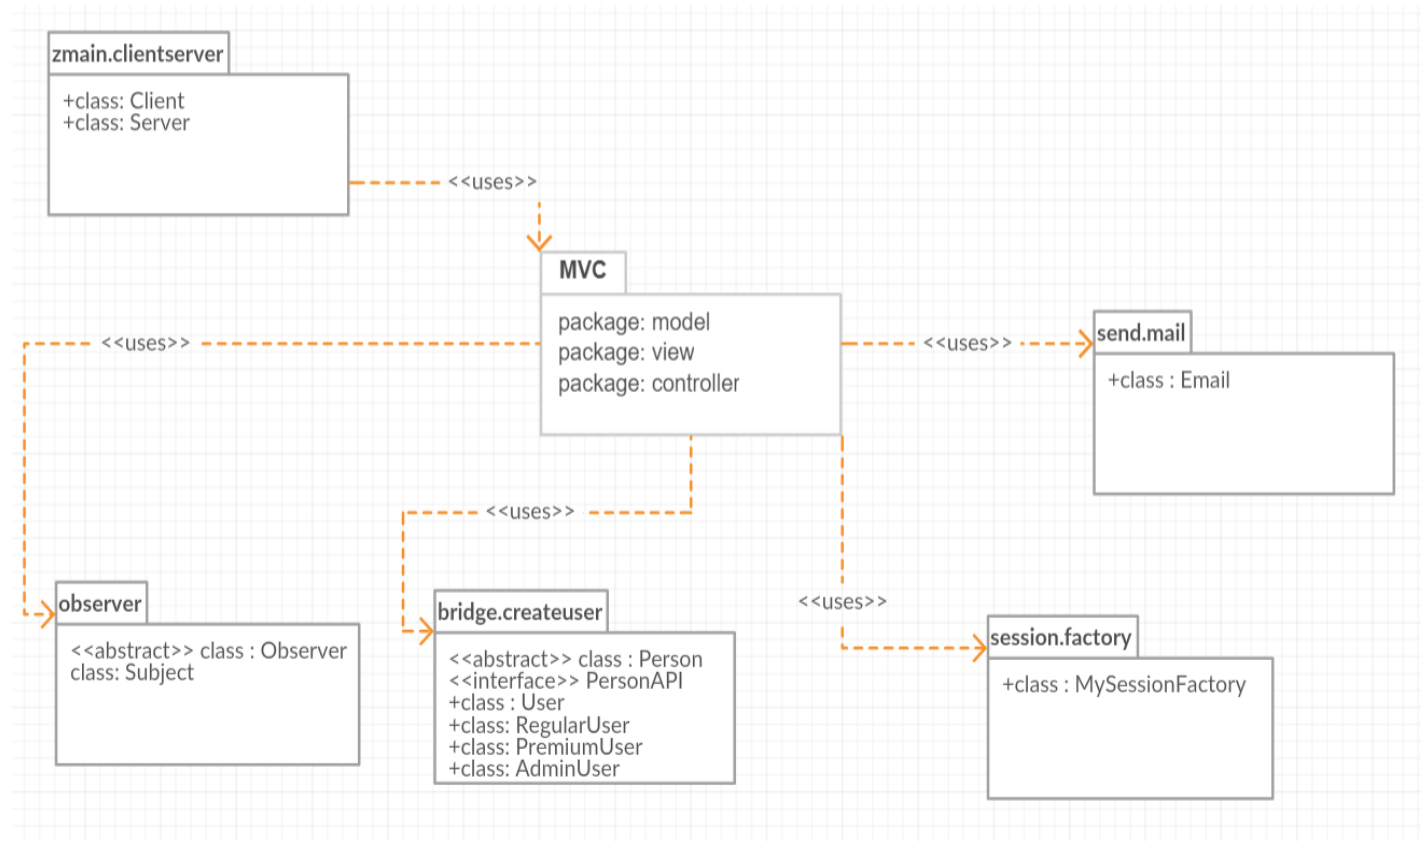 zmain.clientserver
+class: Client
+class: Server
<<uses>>
MVC
package: model
package: view
package: controller
<<uses>>
<<uses>>
send.mail
+class : Email
<<uses>>
<<uses>>
observer
<<abstract>> class : Observer
class: Subject
bridge.createuser
<<abstract>> class : Person
<<interface>> PersonAPI
+class : User
+class: RegularUser
+class: PremiumUser
+class: AdminUser
session.factory
+class : MySessionFactory